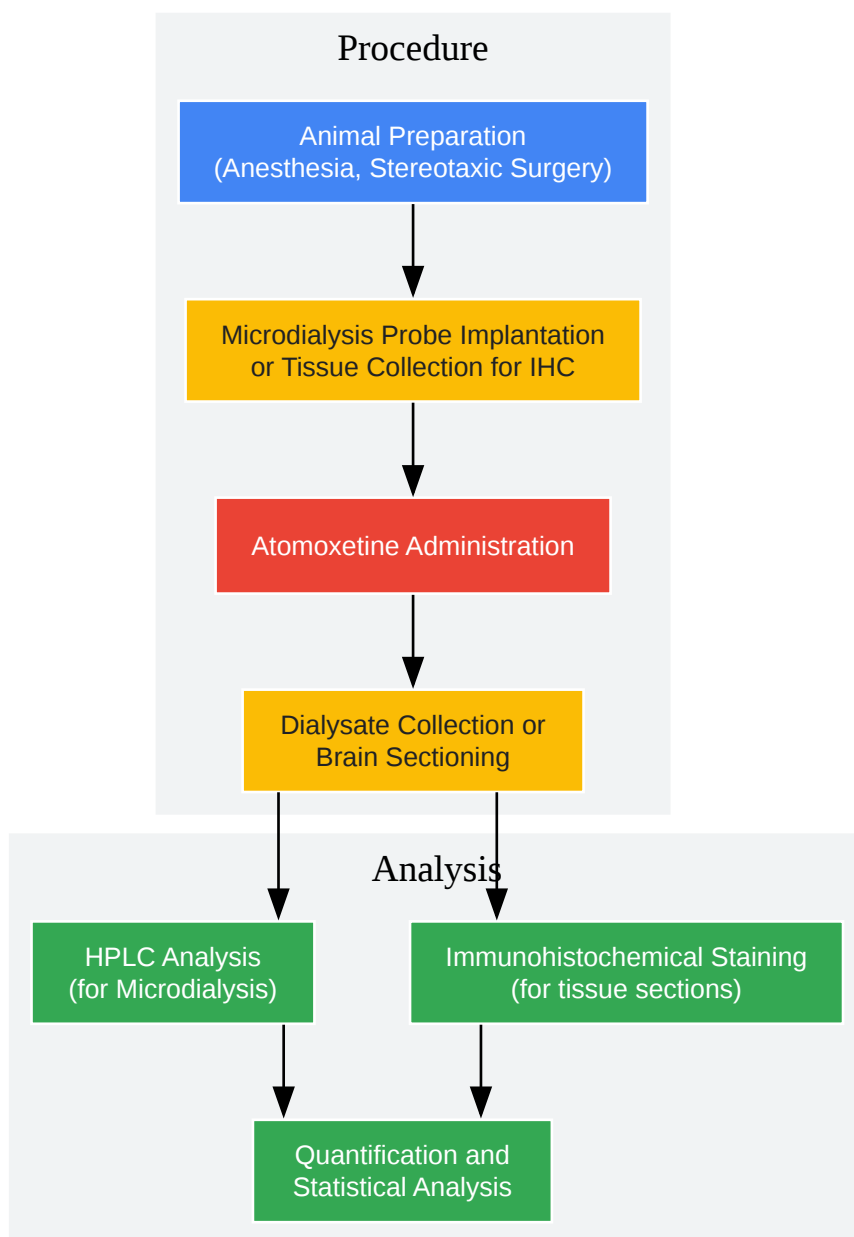 Procedure
Animal Preparation
(Anesthesia, Stereotaxic Surgery)
Microdialysis Probe Implantation
or Tissue Collection for IHC
Atomoxetine Administration
Dialysate Collection or
Brain Sectioning
Analysis
HPLC Analysis
(for Microdialysis)
Immunohistochemical Staining
(for tissue sections)
Quantification and
Statistical Analysis